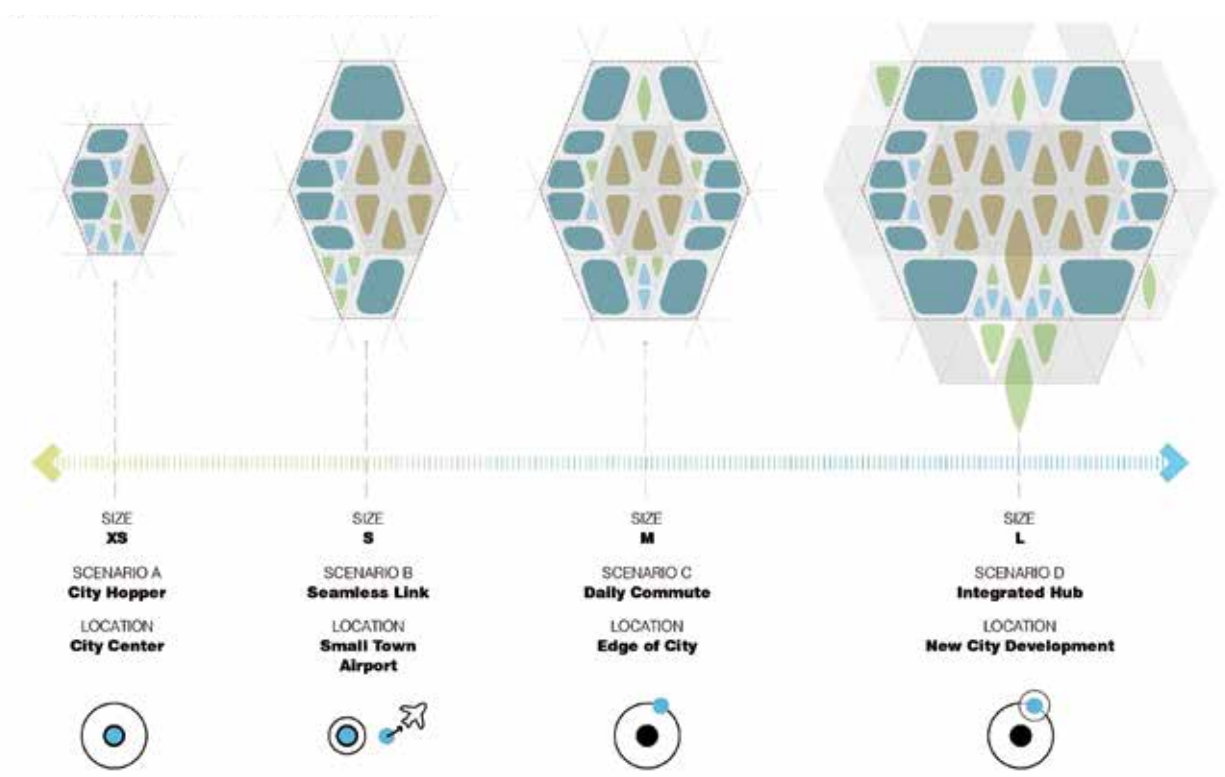 SIZE
XS
SCENARIO A
City Hopper
LOCATION
City Center
SIZE
S
SCENARIO B
Seamless Link
LOCATION
Small Town
Airport
SIZE
M
SCENARIO C
Daily Commute
LOCATION
Edge of City
SIZE
L
SCENARIO D
Integrated Hub
LOCATION
New City Development